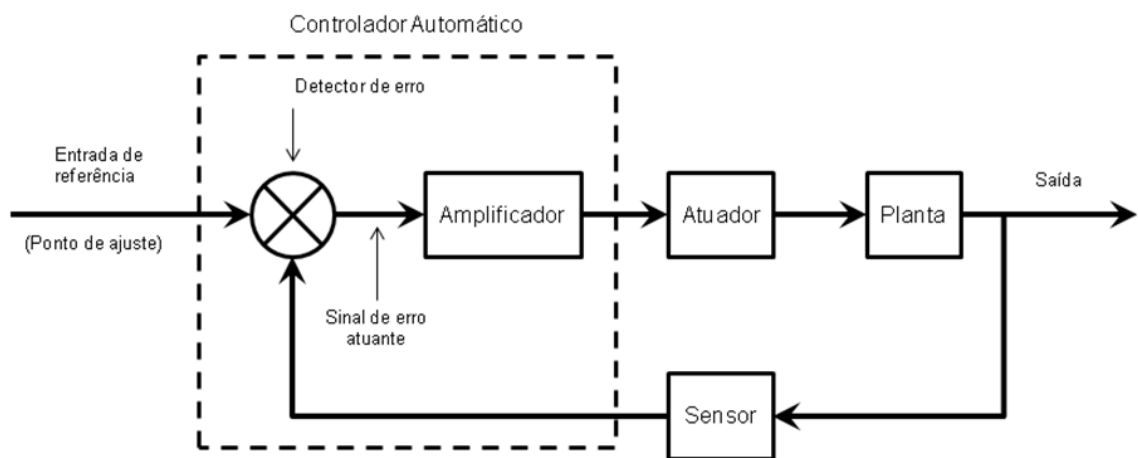 Controlador Automático
Detector de erro
Entrada de
referência
(Ponto de ajuste)
Amplificador
Atuador
Planta
Saída
Sinal de erro
atuante
Sensor